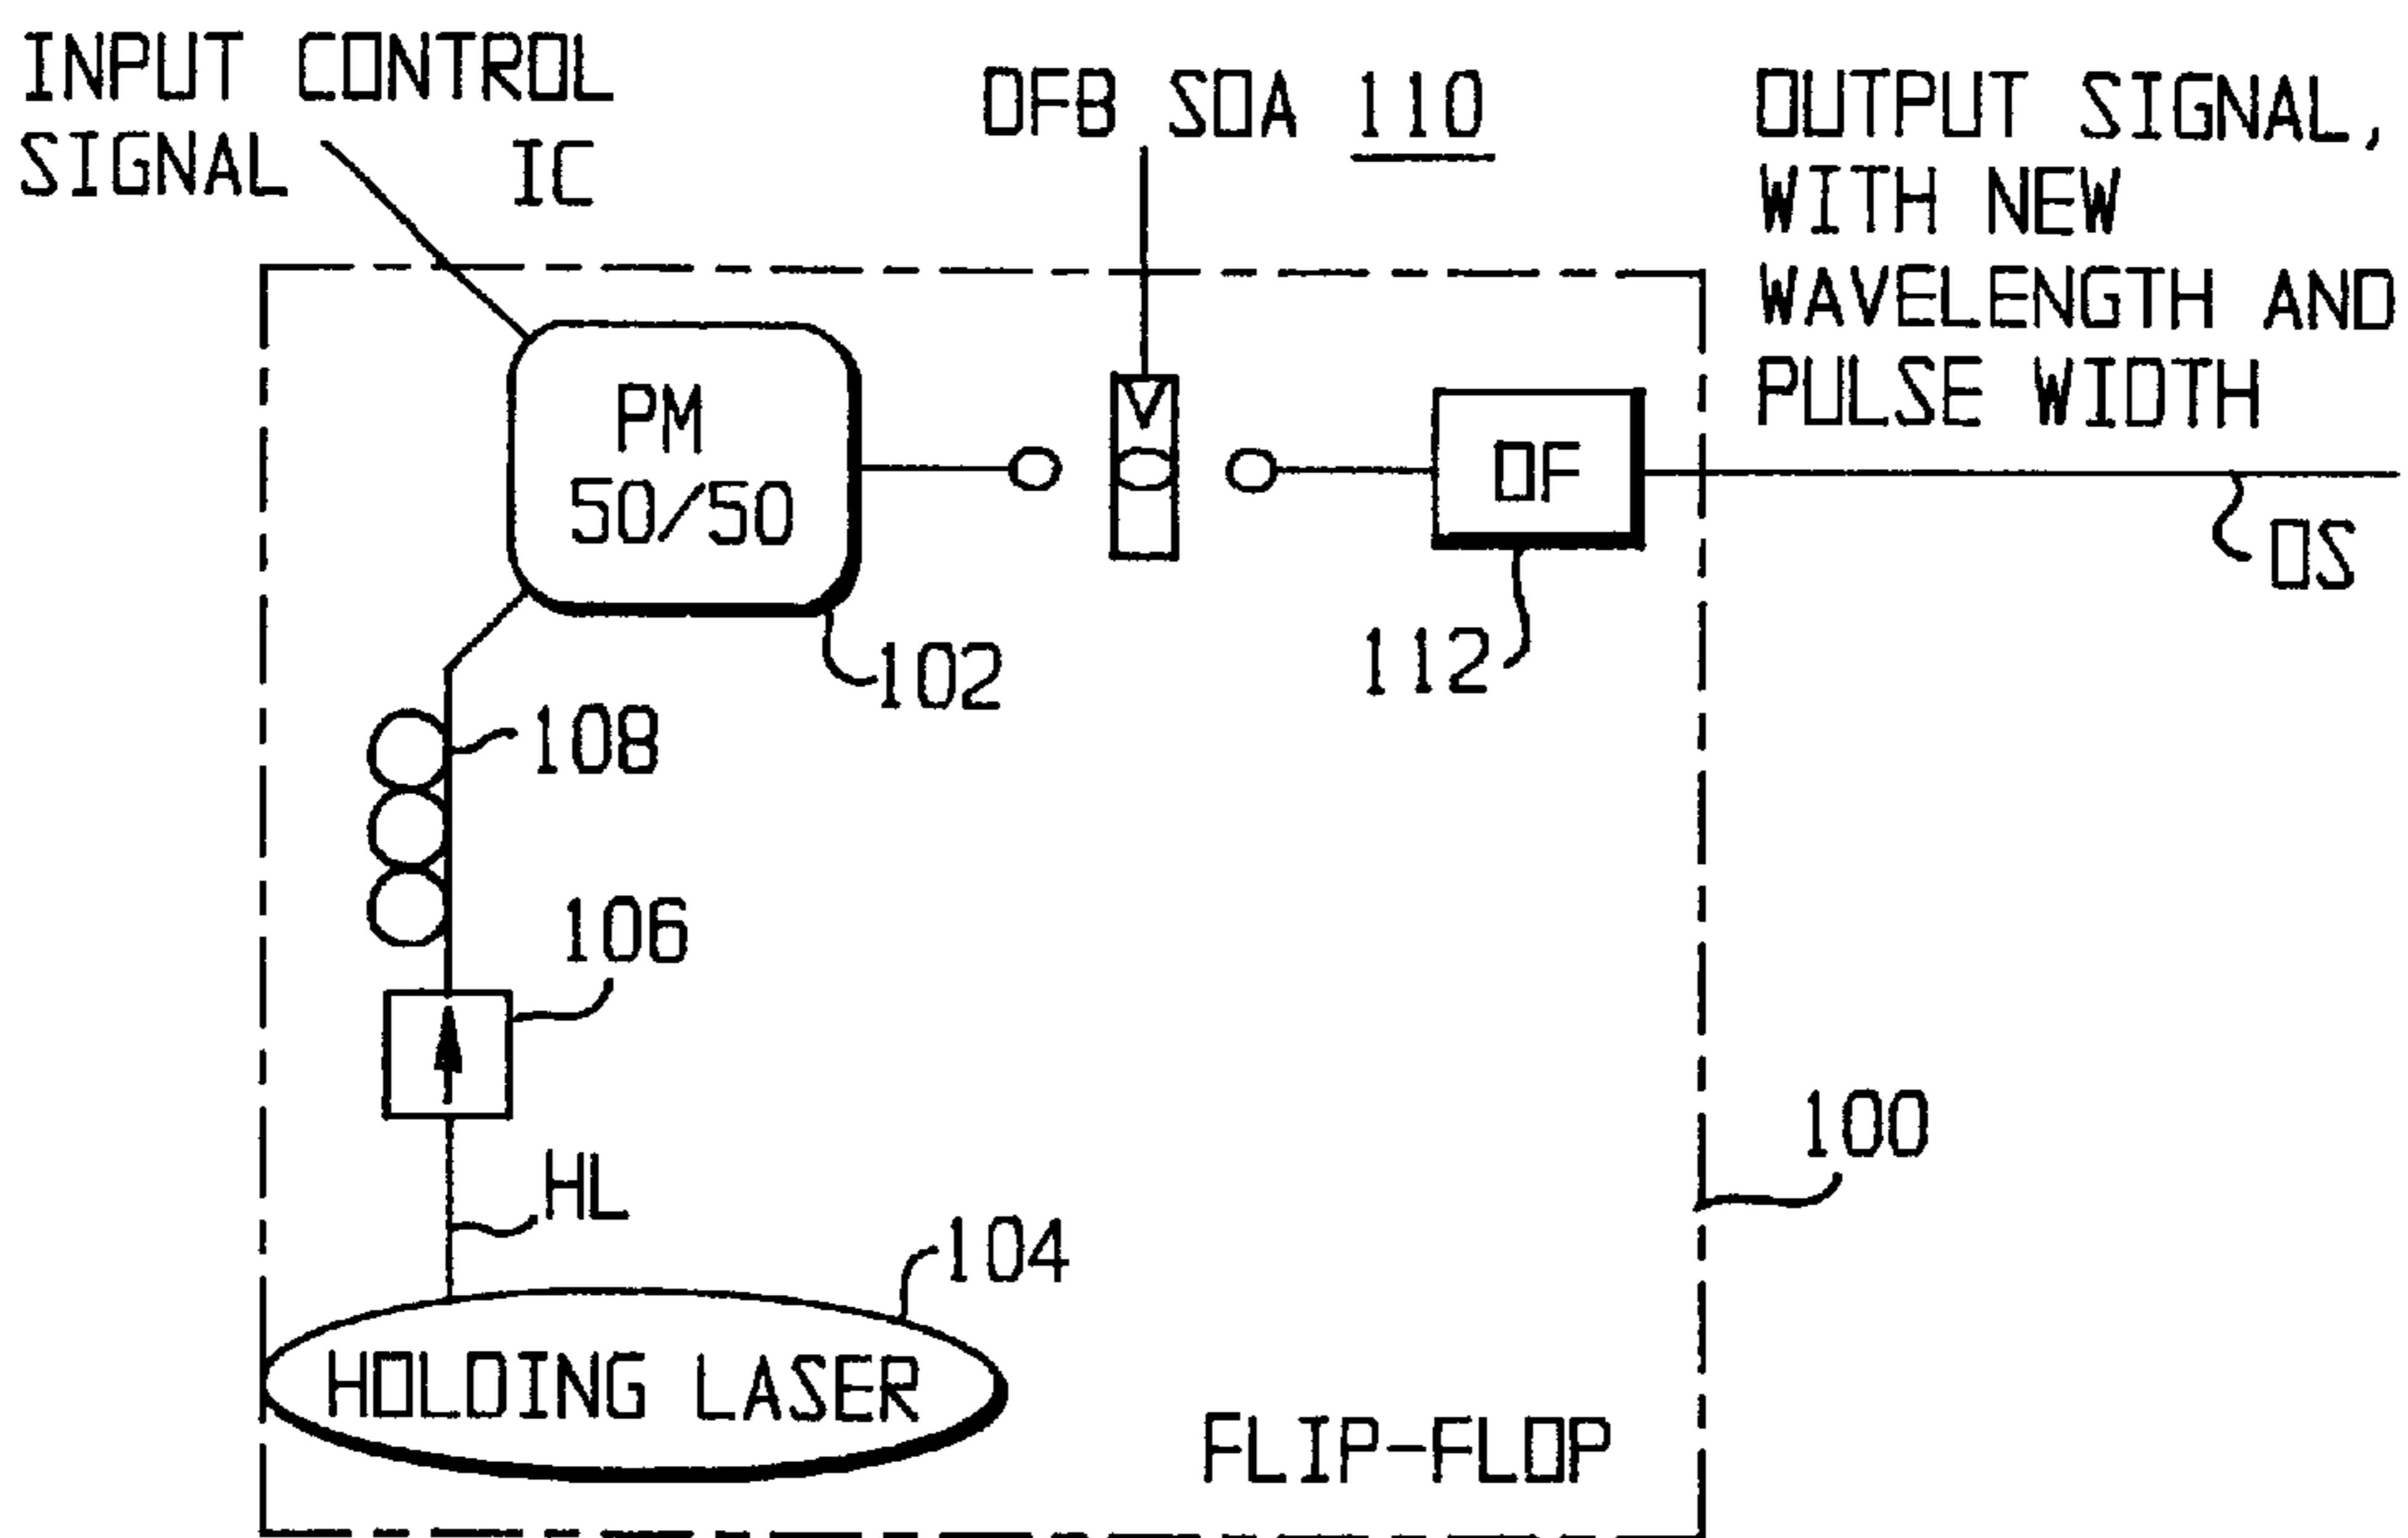 INPUT CONTROL
SIGNAL IC
DFB SOA 110
OUTPUT SIGNAL,
WITH NEW
WAVELENGTH AND
PULSE WIDTH
PM
50/50
OF
OS
102
112
108
106
HL
100
104
HOLDING LASER
FLIP-FLOP